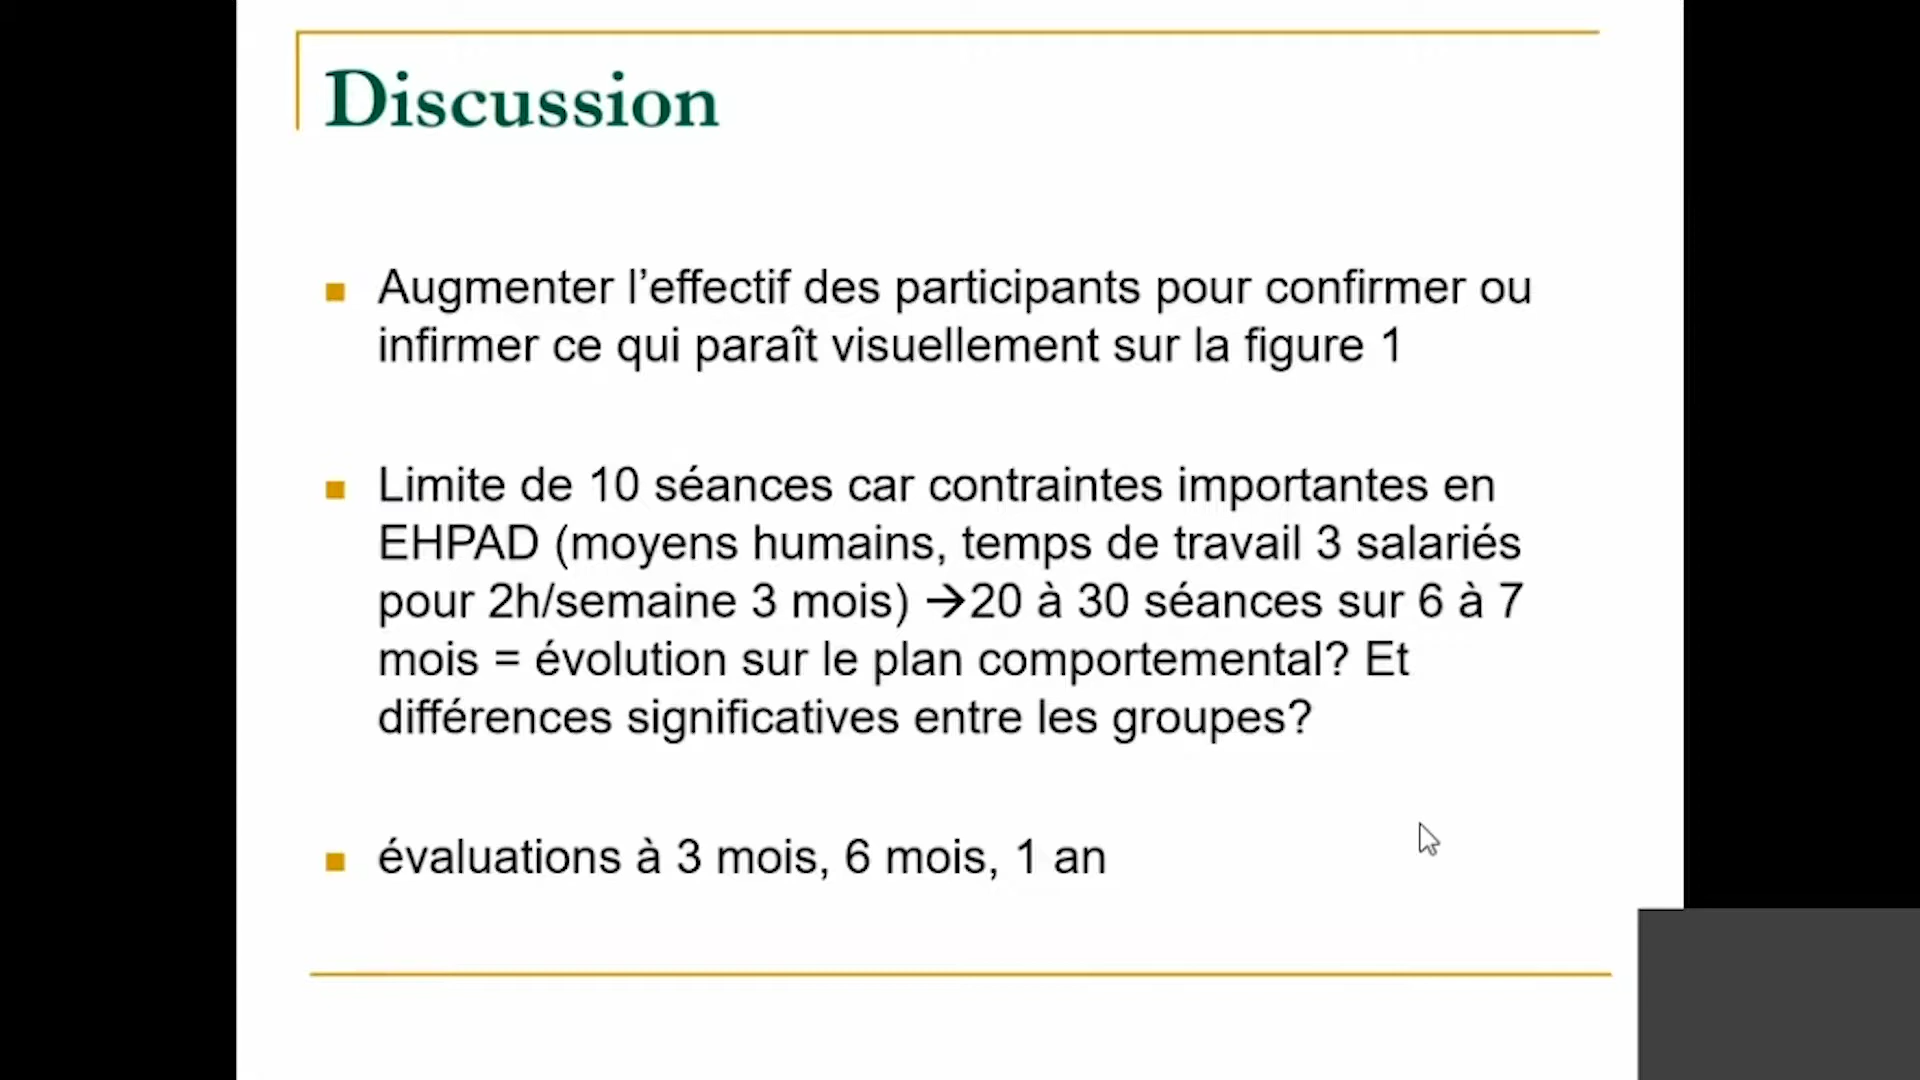 Discussion
Augmenter l’effectif des participants pour confirmer ou
infirmer ce qui paraît visuellement sur la figure 1
Limite de 10 séances car contraintes importantes en
EHPAD (moyens humains, temps de travail 3 salariés
pour 2h/semaine 3 mois) →20 à 30 séances sur 6 à 7
mois = évolution sur le plan comportemental? Et
différences significatives entre les groupes?
évaluations à 3 mois, 6 mois, 1 an